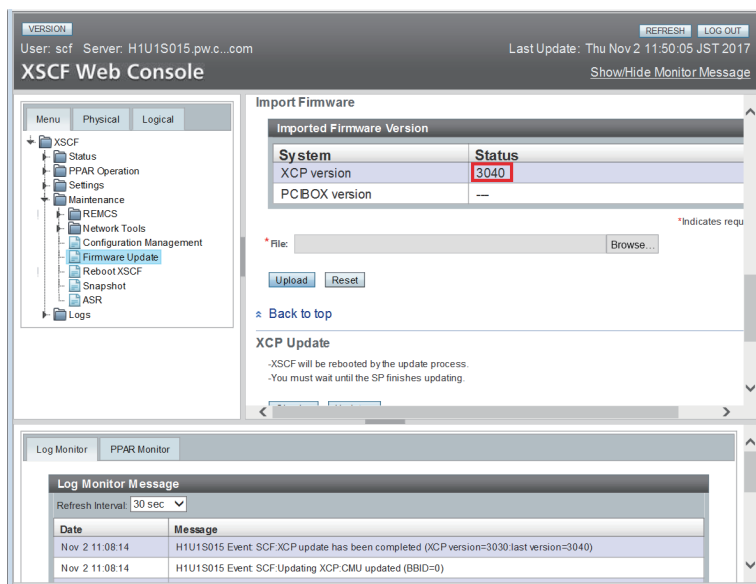 VERSION
REFRESH
LOG OUT
User: scf Server: H1U1S015.pw.c...com
Last Update: Thu Nov 2 11:50:05 JST 2017
XSCF Web Console
Show/Hide Monitor Message
Menu
Physical
Logical
XSCF
Status
PPAR Operation
Settings
Maintenance
REMCS
Network Tools
Configuration Management
Firmware Update
Reboot XSCF
Snapshot
ASR
Logs
Import Firmware
Imported Firmware Version
System Status
XCP version 3040
PCIBOX version ---
*Indicates requ
*File: Browse...
Upload Reset
Back to top
XCP Update
-XSCF will be rebooted by the update process.
-You must wait until the SP finishes updating.
Log Monitor
PPAR Monitor
Log Monitor Message
Refresh Interval: 30 sec
Date Message
Nov 2 11:08:14 H1U1S015 Event: SCF:XCP update has been completed (XCP version=3030:last version=3040)
Nov 2 11:08:14 H1U1S015 Event: SCF:Updating XCP:CMU updated (BBID=0)